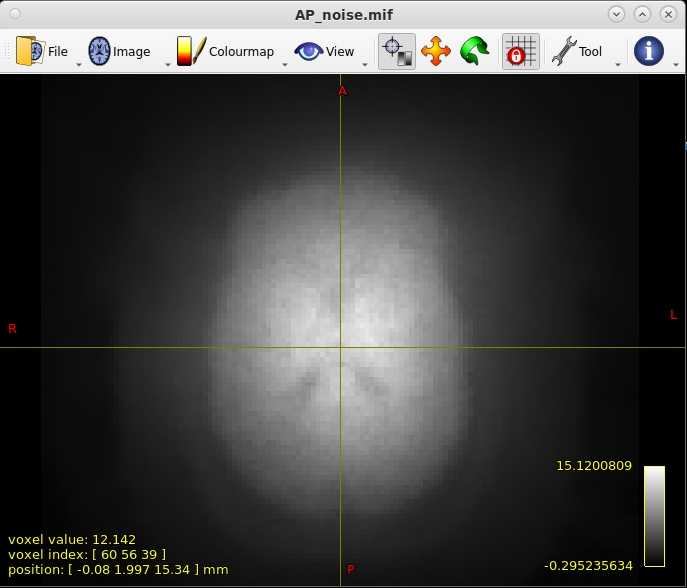 AP_noise.mif
File Image Colourmap View Tool
A
R
L
15.1200809
-0.295235634
voxel value: 12.142
voxel index: [ 60 56 39 ]
position: [ -0.08 1.997 15.34 ] mm
P